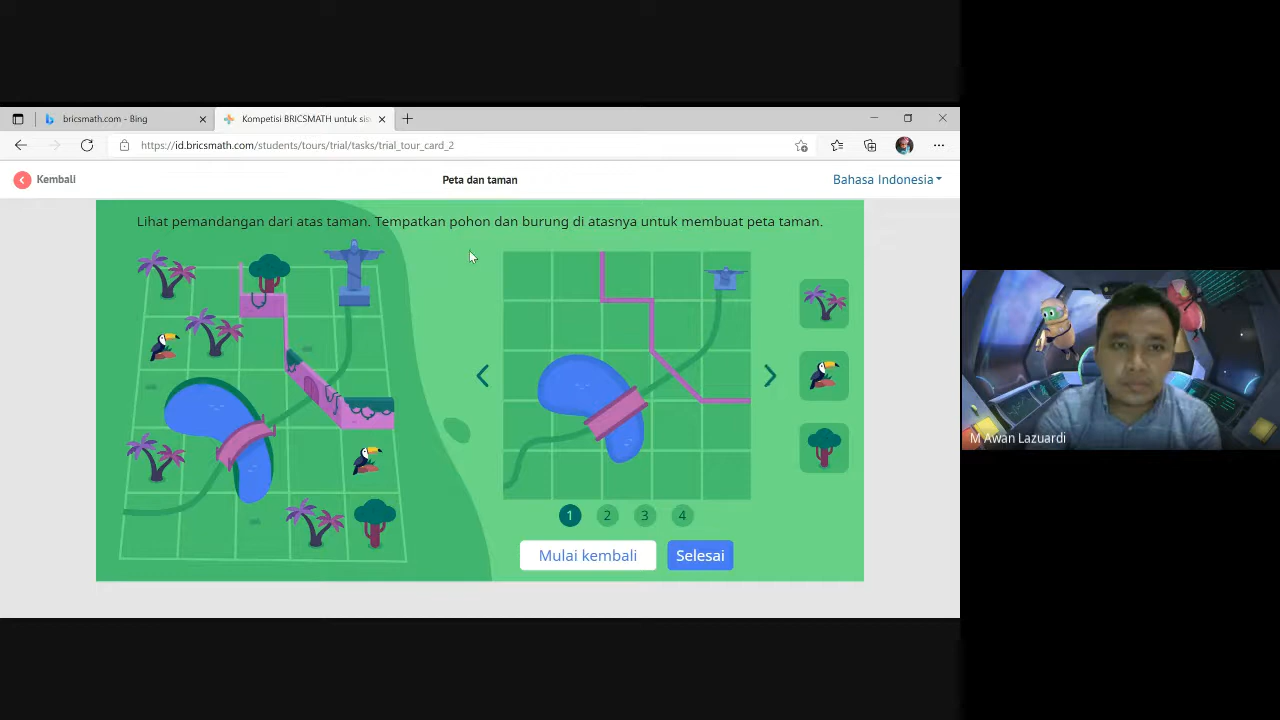 bricsmath.com - Bing
Kompetisi BRICSMATH untuk sis
https://id.bricsmath.com/students/tours/trial/tasks/trial_tour_card_2
Kembali
Peta dan taman
Bahasa Indonesia
Lihat pemandangan dari atas taman. Tempatkan pohon dan burung di atasnya untuk membuat peta taman.
1 2 3 4
Mulai kembali
Selesai
M Awan Lazuardi